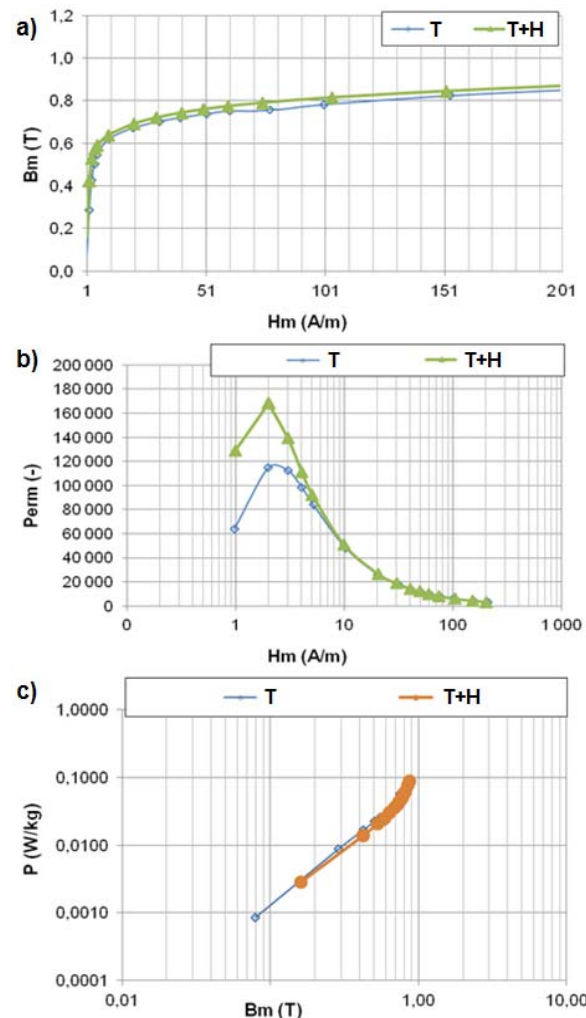 a)
T T+H
1,2
1,0
0,8
0,6
0,4
0,2
0,0
Bm (T)
1 51 101 151 201
Hm (A/m)
b)
T T+H
200 000
180 000
160 000
140 000
120 000
100 000
80 000
60 000
40 000
20 000
0
Perm (-)
0 1 10 100 1 000
Hm (A/m)
c)
T T+H
1,0000
0,1000
0,0100
0,0010
0,0001
P (W/kg)
0,01 1,00 10,00
Bm (T)